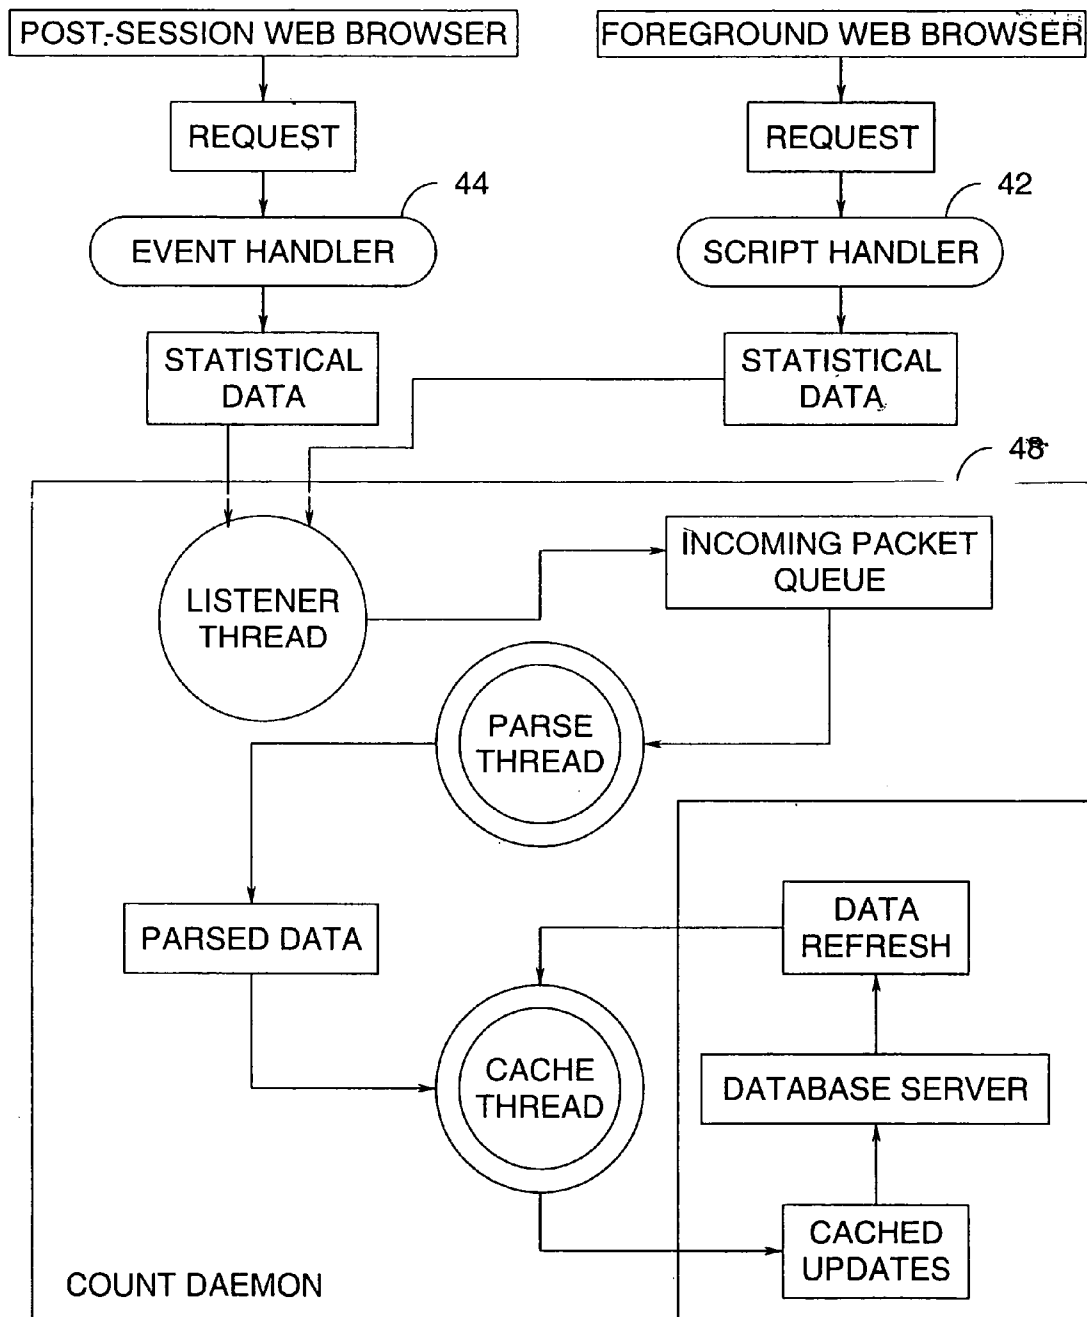 POST-SESSION WEB BROWSER
FOREGROUND WEB BROWSER
REQUEST
REQUEST
44
42
EVENT HANDLER
SCRIPT HANDLER
STATISTICAL
DATA
STATISTICAL
DATA
48
LISTENER
THREAD
INCOMING PACKET
QUEUE
PARSE
THREAD
PARSED DATA
DATA
REFRESH
CACHE
THREAD
DATABASE SERVER
CACHED
UPDATES
COUNT DAEMON